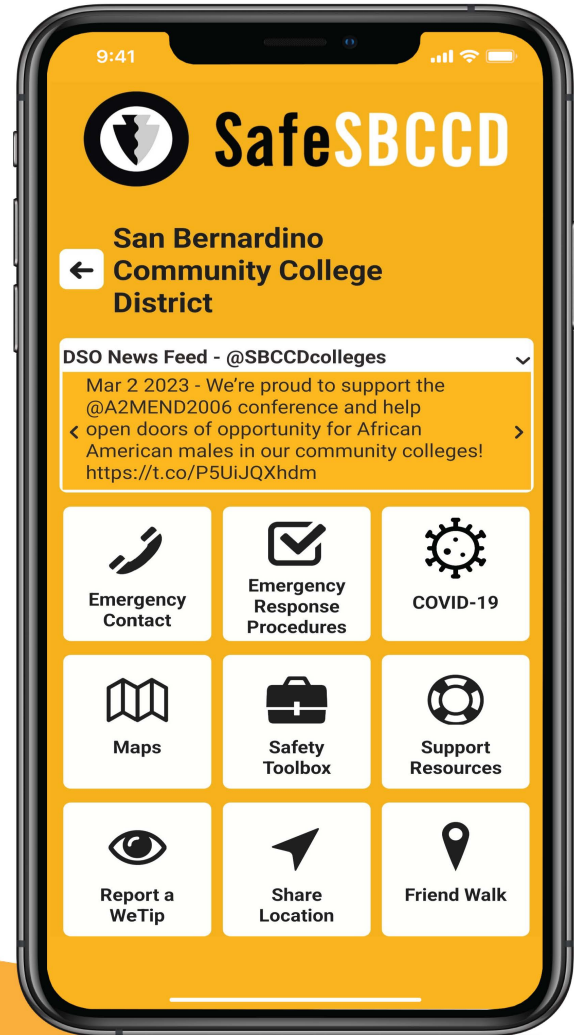 9:41
SafeSBCCD
San Bernardino
Community College
District
DSO News Feed - @SBCCDcolleges
Mar 2 2023 - We're proud to support the
@A2MEND2006 conference and help
open doors of opportunity for African
American males in our community colleges!
https://t.co/P5UiJQXhdm
Emergency
Contact
Emergency
Response
Procedures
COVID-19
Maps
Safety
Toolbox
Support
Resources
Report a
WeTip
Share
Location
Friend Walk